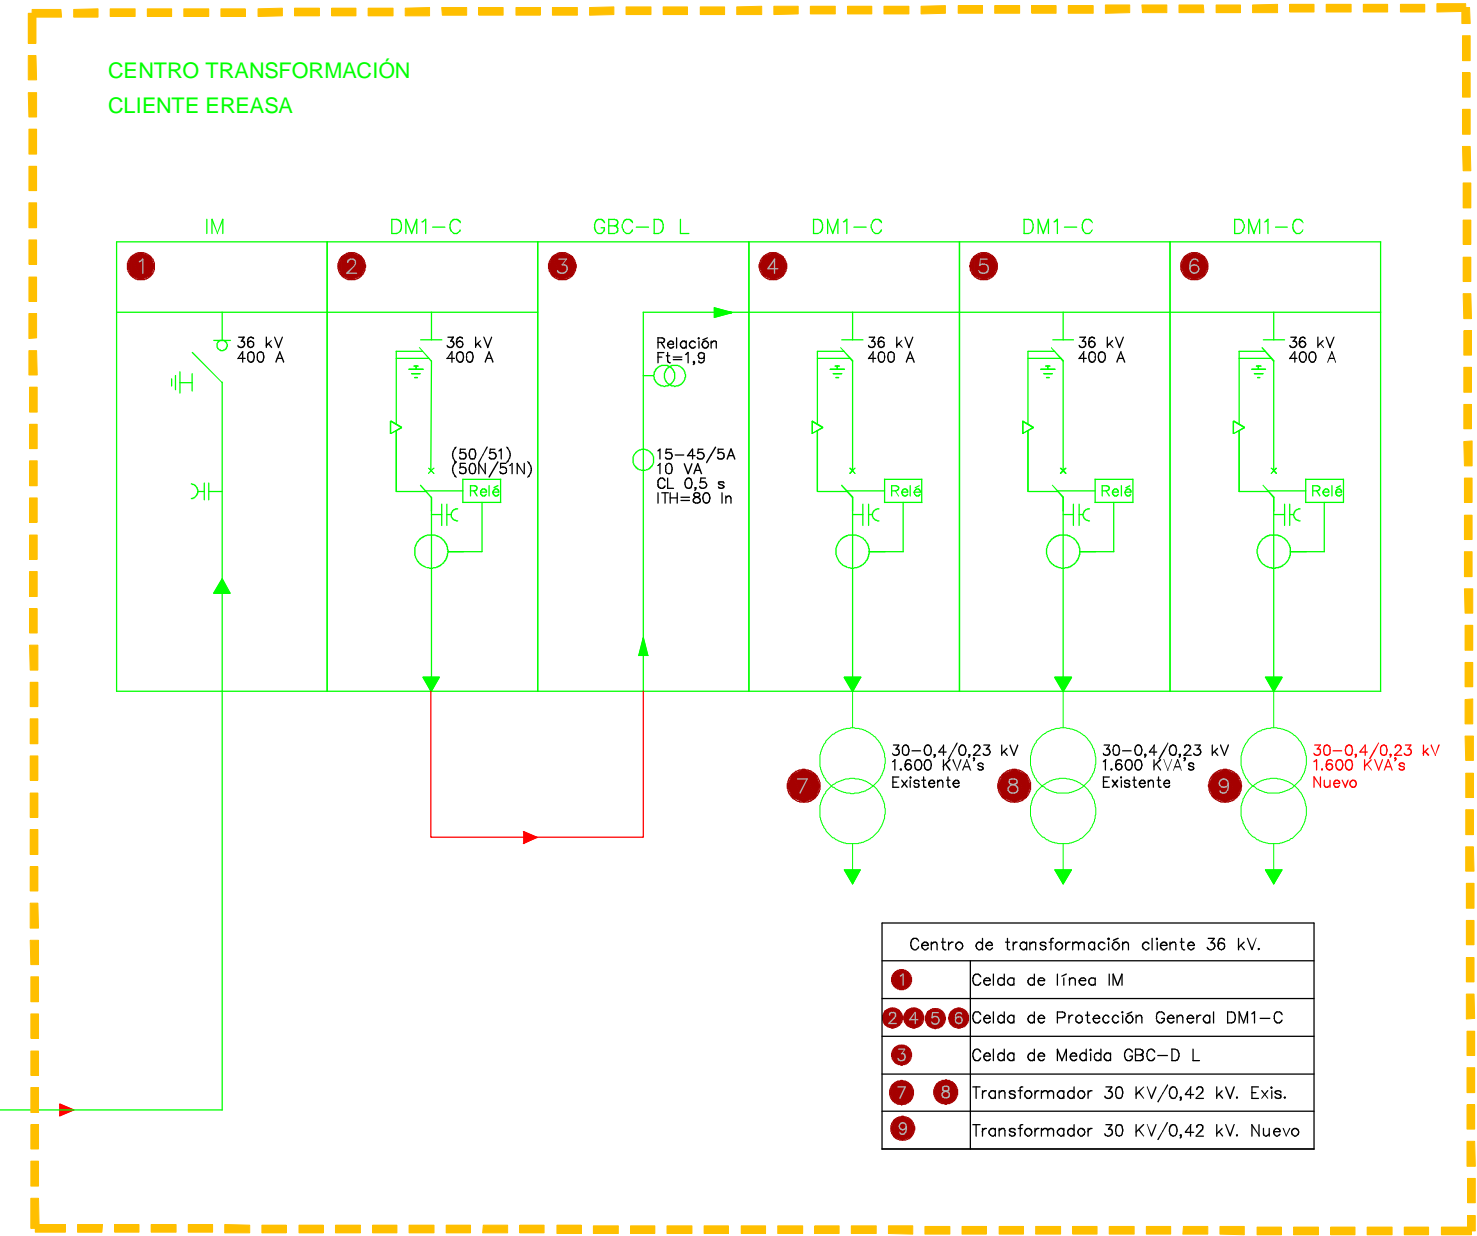 CENTRO TRANSFORMACIÓN
CLIENTE EREASA
IM
DM1-C
GBC-D L
DM1-C
DM1-C
DM1-C
1
2
3
4
5
6
36 kV
400 A
36 kV
400 A
(50/51)
(50N/51N)
Relé
Relación
Ft=1,9
15-45/5A
10 VA
CL 0,5 s
ITH=80 In
36 kV
400 A
Relé
36 kV
400 A
Relé
36 kV
400 A
Relé
7
30-0,4/0,23 kV
1.600 KVA's
Existente
8
30-0,4/0,23 kV
1.600 KVA's
Existente
9
30-0,4/0,23 kV
1.600 KVA's
Nuevo
Centro de transformación cliente 36 kV.
1 Celda de línea IM
2 4 5 6 Celda de Protección General DM1-C
3 Celda de Medida GBC-D L
7 8 Transformador 30 KV/0,42 kV. Exis.
9 Transformador 30 KV/0,42 kV. Nuevo